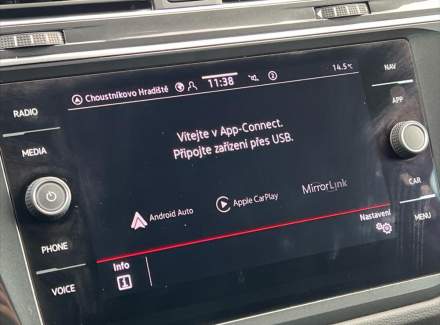 RADIO
MEDIA
PHONE
VOICE
Choustníkovo Hradiště
11:38
14.5°C
Vítejte v App-Connect.
Připojte zařízení přes USB.
Android Auto
Apple CarPlay
MirrorLink
Info
Nastavení
NAV
APP
CAR
MENU